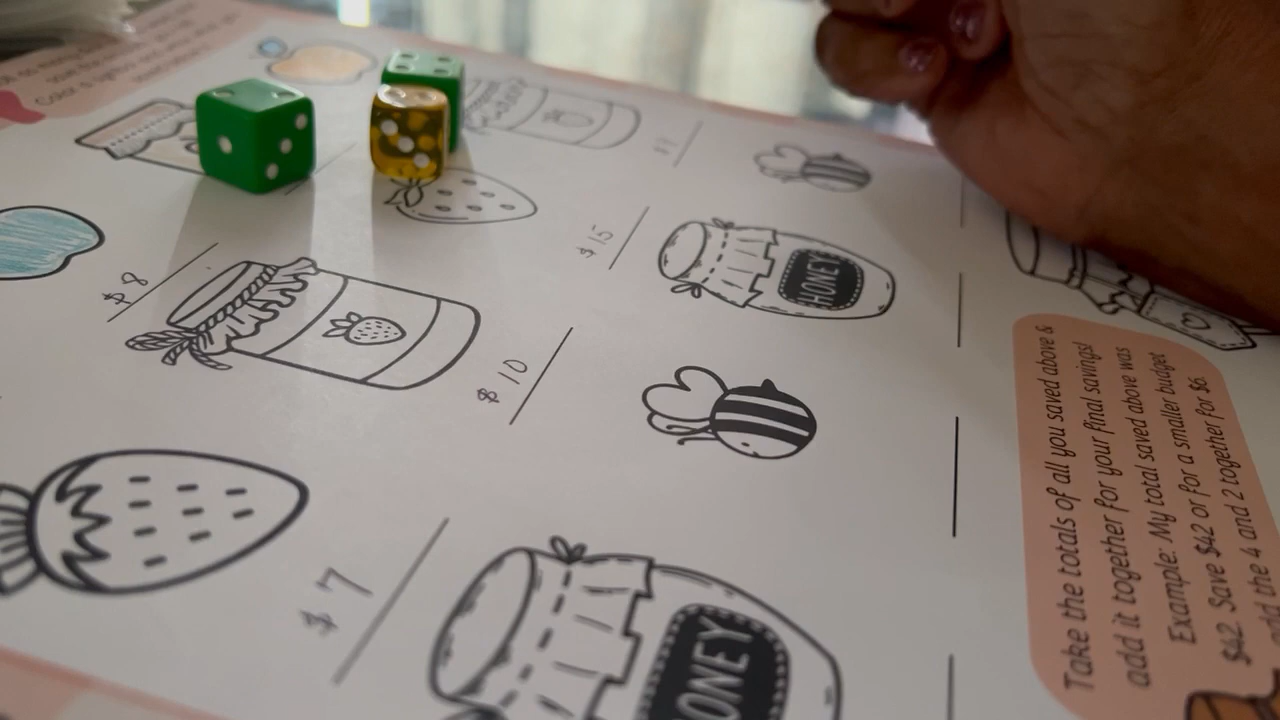 $8
$15
$10
$7
HONEY
HONEY
Take the totals of all you saved above &
add it together for your final savings!
Example: My total saved above was
$42. Save $42 or for a smaller budget
add the 4 and 2 together for $6.